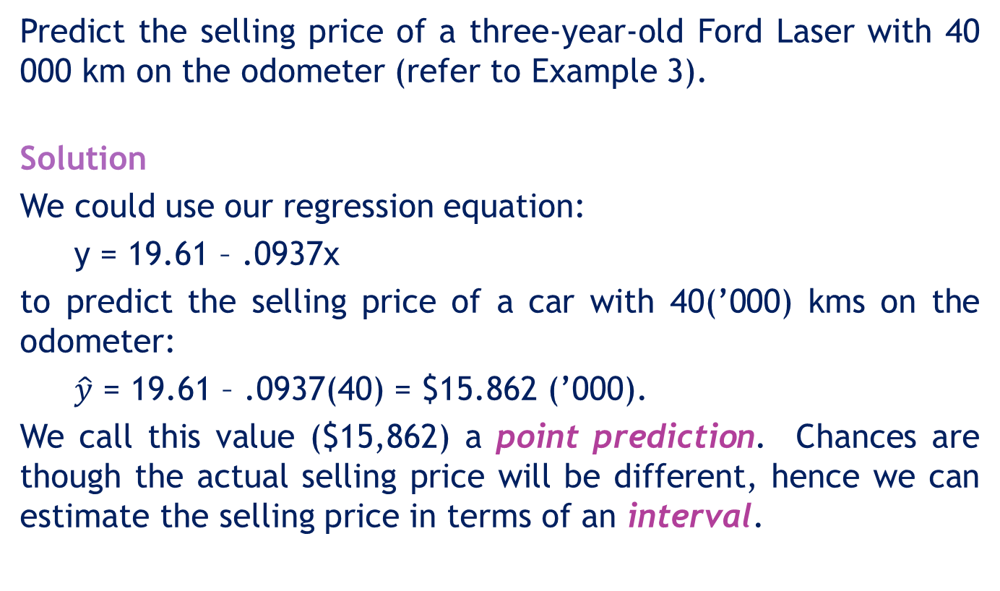 Predict the selling price of a three-year-old Ford Laser with 40
000 km on the odometer (refer to Example 3).
Solution
We could use our regression equation:
y = 19.61 – .0937x
to predict the selling price of a car with 40(’000) kms on the
odometer:
ŷ = 19.61 – .0937(40) = $15.862 (’000).
We call this value ($15,862) a point prediction. Chances are
though the actual selling price will be different, hence we can
estimate the selling price in terms of an interval.